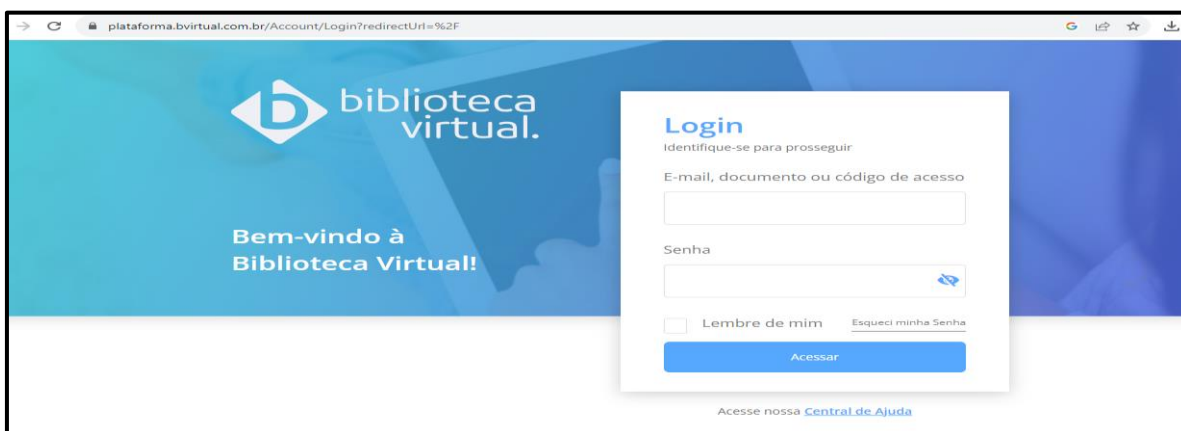 plataforma.bvirtual.com.br/Account/Login?redirectUrl=%2F
biblioteca
virtual.
Bem-vindo à
Biblioteca Virtual!
Login
Identifique-se para prosseguir
E-mail, documento ou código de acesso
Senha
Lembre de mim
Esqueci minha Senha
Acessar
Acesse nossa Central de Ajuda